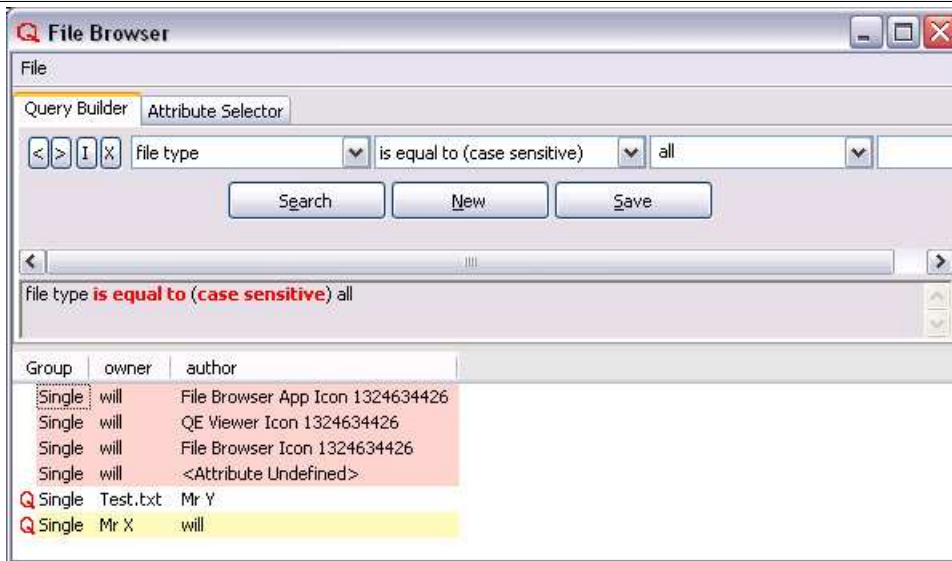 File Browser
File
Query Builder Attribute Selector
< > I X file type is equal to (case sensitive) all
Search New Save
file type is equal to (case sensitive) all
Group owner author
Single will File Browser App Icon 1324634426
Single will QE Viewer Icon 1324634426
Single will File Browser Icon 1324634426
Single will <Attribute Undefined>
Q Single Test.txt Mr Y
Q Single Mr X will